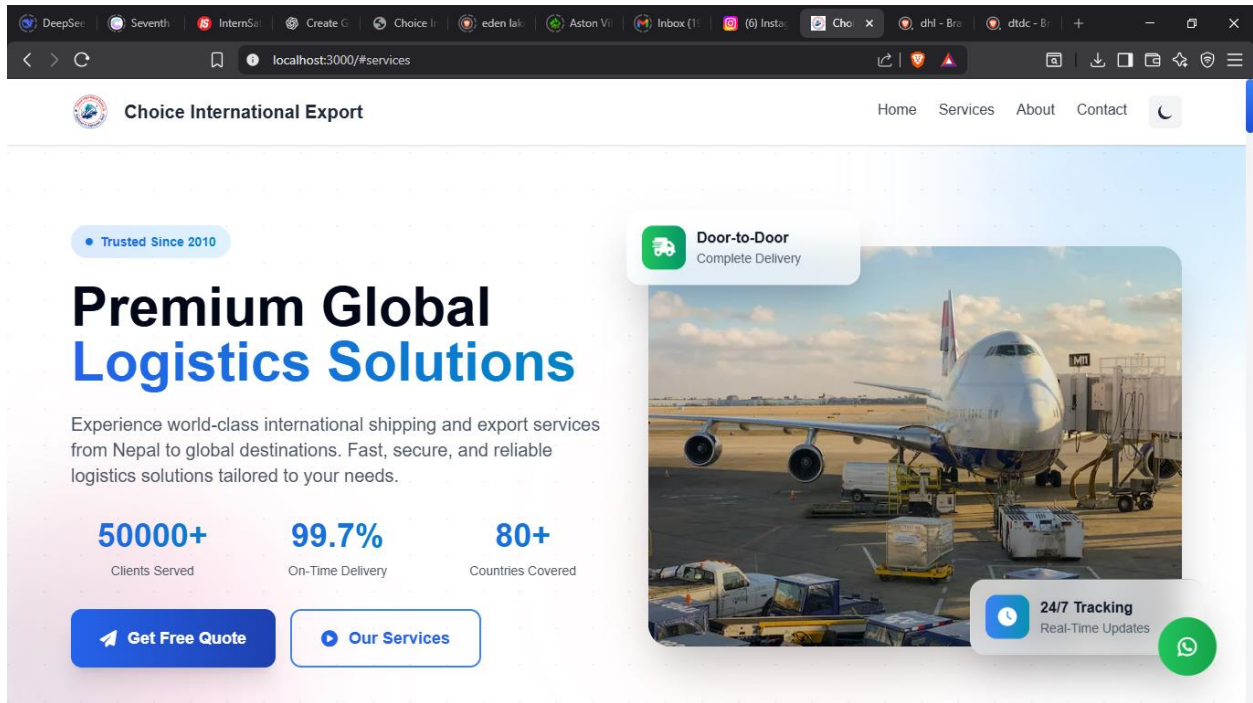 DeepSee
Seventh
InternSa
Create G
Choice In
eden lak
Aston Vi
Inbox (1
(6) Insta
Choi
dhl - Bra
dtdc - B
localhost:3000/#services
Choice International Export
Home
Services
About
Contact
Trusted Since 2010
Door-to-Door
Complete Delivery
Premium Global
Logistics Solutions
Experience world-class international shipping and export services
from Nepal to global destinations. Fast, secure, and reliable
logistics solutions tailored to your needs.
50000+
99.7%
80+
Clients Served
On-Time Delivery
Countries Covered
Get Free Quote
Our Services
24/7 Tracking
Real-Time Updates